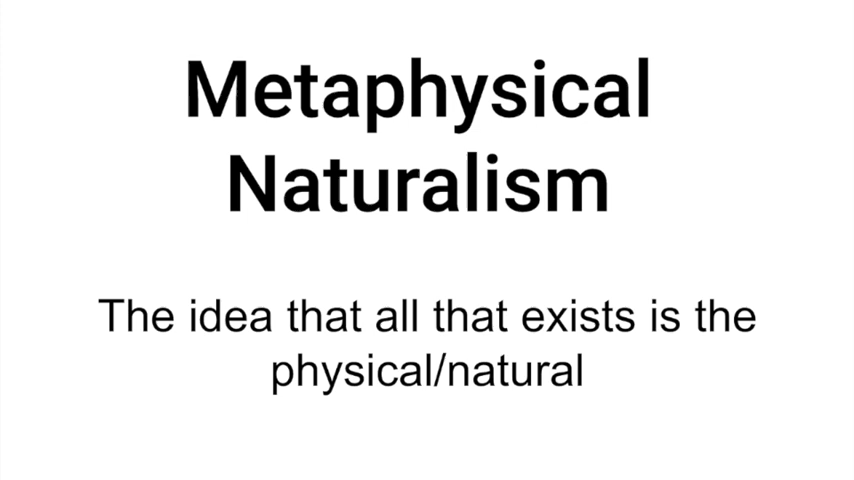 Metaphysical
Naturalism
The idea that all that exists is the
physical/natural